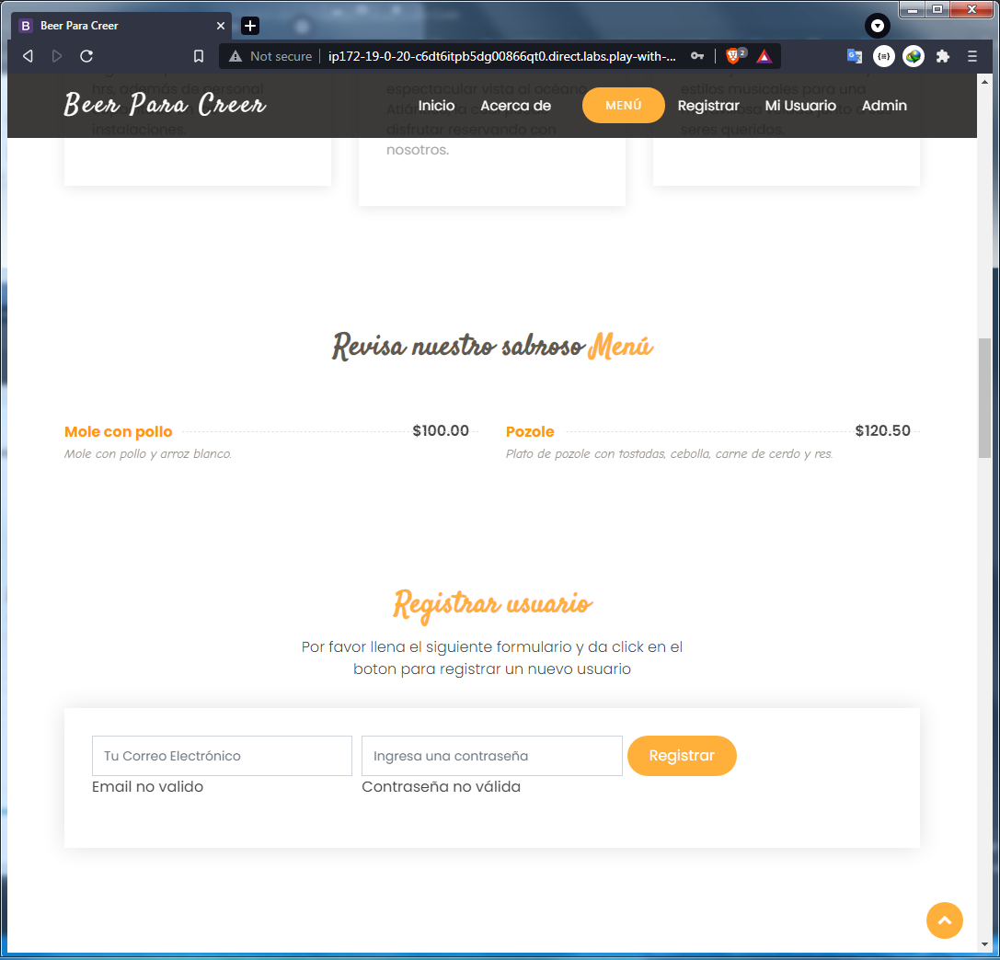 Beer Para Creer
Not secure
ip172-19-0-20-c6dt6itpb5dg00866qt0.direct.labs.play-with-...
2
Beer Para Creer
Inicio
Acerca de
MENÚ
Registrar
Mi Usuario
Admin
hrs, además de personal
instalaciones.
espectacular vista al océano
disfrutar reservando con
nosotros.
estilos musicales para una
seres queridos.
Revisa nuestro sabroso Menú
Mole con pollo $100.00
Mole con pollo y arroz blanco.
Pozole $120.50
Plato de pozole con tostadas, cebolla, carne de cerdo y res.
Registrar usuario
Por favor llena el siguiente formulario y da click en el
boton para registrar un nuevo usuario
Tu Correo Electrónico
Ingresa una contraseña
Registrar
Email no valido
Contraseña no válida